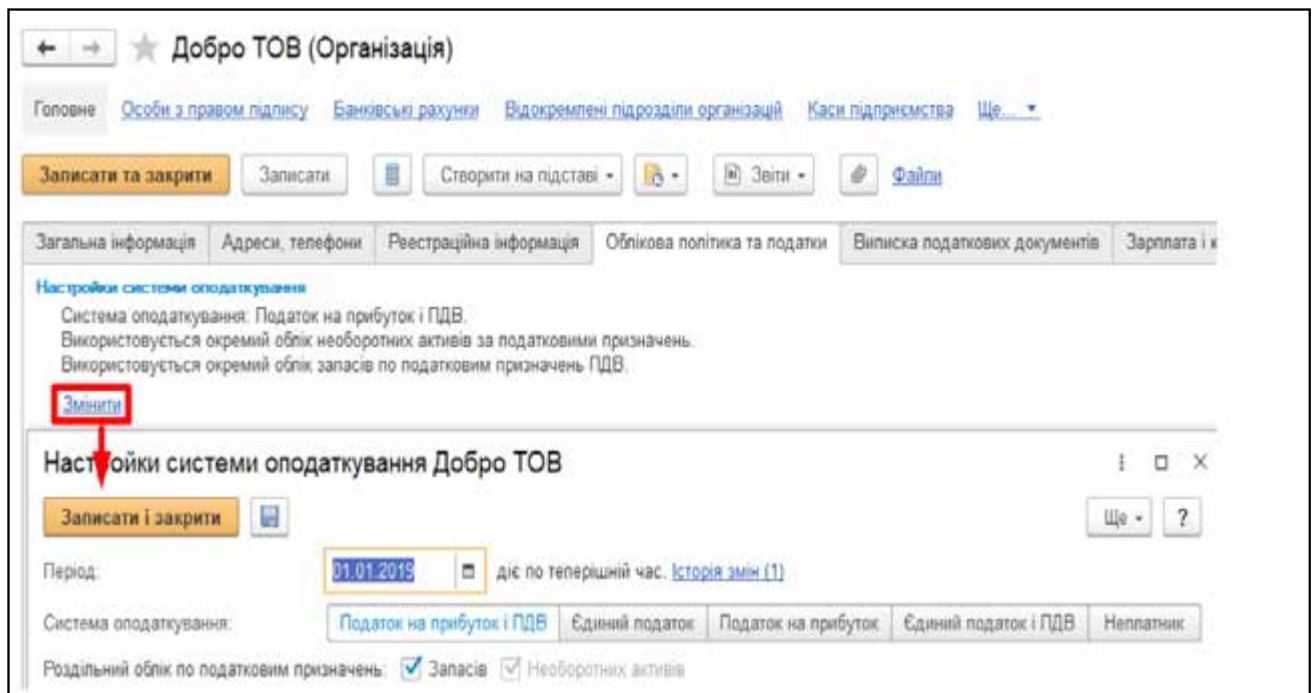 Добро ТОВ (Організація)
Головне Особи з правом підпису Банківські рахунки Відокремлені підрозділи організацій Каси підприємства Ще...
Записати та закрити Записати Створити на підставі Звіти Файли
Загальна інформація Адреси, телефони Реєстраційна інформація Облікова політика та податки Виписка податкових документів Зарплата і к
Настройки системи оподаткування
Система оподаткування: Податок на прибуток і ПДВ.
Використовується окремий облік необоротних активів за податковими призначень.
Використовується окремий облік запасів по податковим призначень ПДВ.
Змінити
Настройки системи оподаткування Добро ТОВ
Записати і закрити Ще ?
Період: 01.01.2019 діє по теперішній час. Історія змін (1)
Система оподаткування: Податок на прибуток і ПДВ Єдиний податок Податок на прибуток Єдиний податок і ПДВ Неплатник
Роздільний облік по податковим призначень: Запасів Необоротних активів